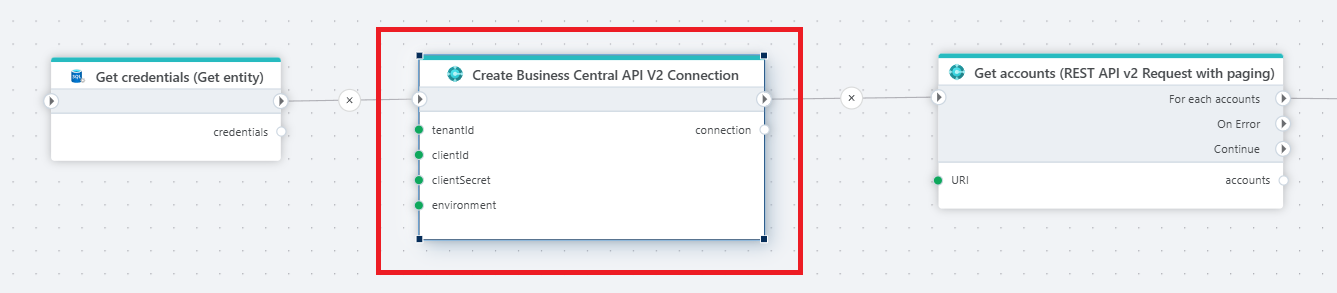 Get credentials (Get entity)
credentials
Create Business Central API V2 Connection
tenantId
connection
clientId
clientSecret
environment
Get accounts (REST API v2 Request with paging)
For each accounts
On Error
Continue
URI
accounts